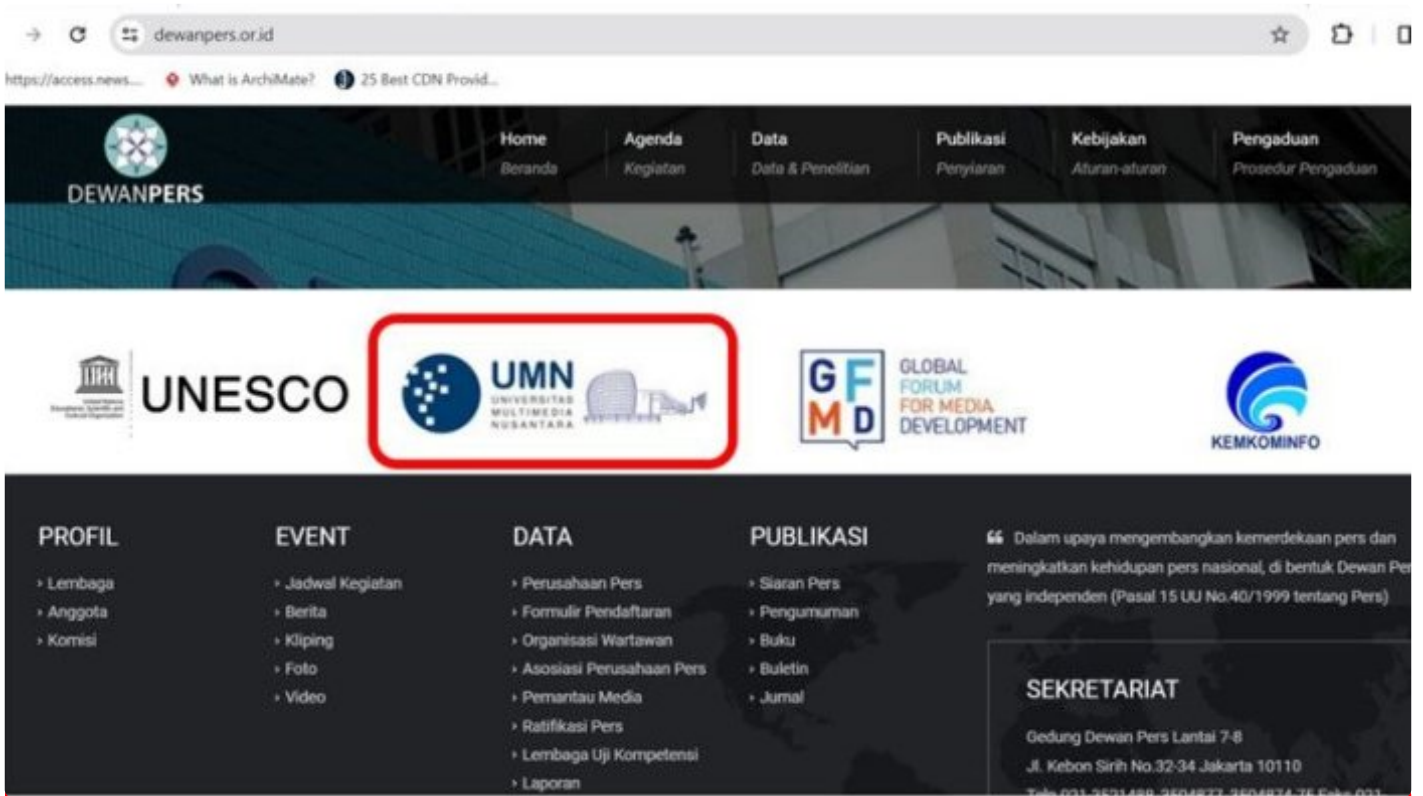 dewanpers.or.id
https://access.news....
What is ArchiMate?
25 Best CDN Provid...
DEWANPERS
Home
Beranda
Agenda
Kegiatan
Data
Data & Penelitian
Publikasi
Penyiaran
Kebijakan
Aturan-aturan
Pengaduan
Prosedur Pengaduan
UNESCO
UMN
UNIVERSITAS
MULTIMEDIA
NUSANTARA
GF
MD
GLOBAL
FORUM
FOR MEDIA
DEVELOPMENT
KEMKOMINFO
PROFIL
› Lembaga
› Anggota
› Komisi
EVENT
› Jadwal Kegiatan
› Berita
› Kliping
› Foto
› Video
DATA
› Perusahaan Pers
› Formulir Pendaftaran
› Organisasi Wartawan
› Asosiasi Perusahaan Pers
› Pemantau Media
› Ratifikasi Pers
› Lembaga Uji Kompetensi
› Laporan
PUBLIKASI
› Siaran Pers
› Pengumuman
› Buku
› Buletin
› Jurnal
❝ Dalam upaya mengembangkan kemerdekaan pers dan
meningkatkan kehidupan pers nasional, di bentuk Dewan Per
yang independen (Pasal 15 UU No.40/1999 tentang Pers)
SEKRETARIAT
Gedung Dewan Pers Lantai 7-8
Jl. Kebon Sirih No.32-34 Jakarta 10110